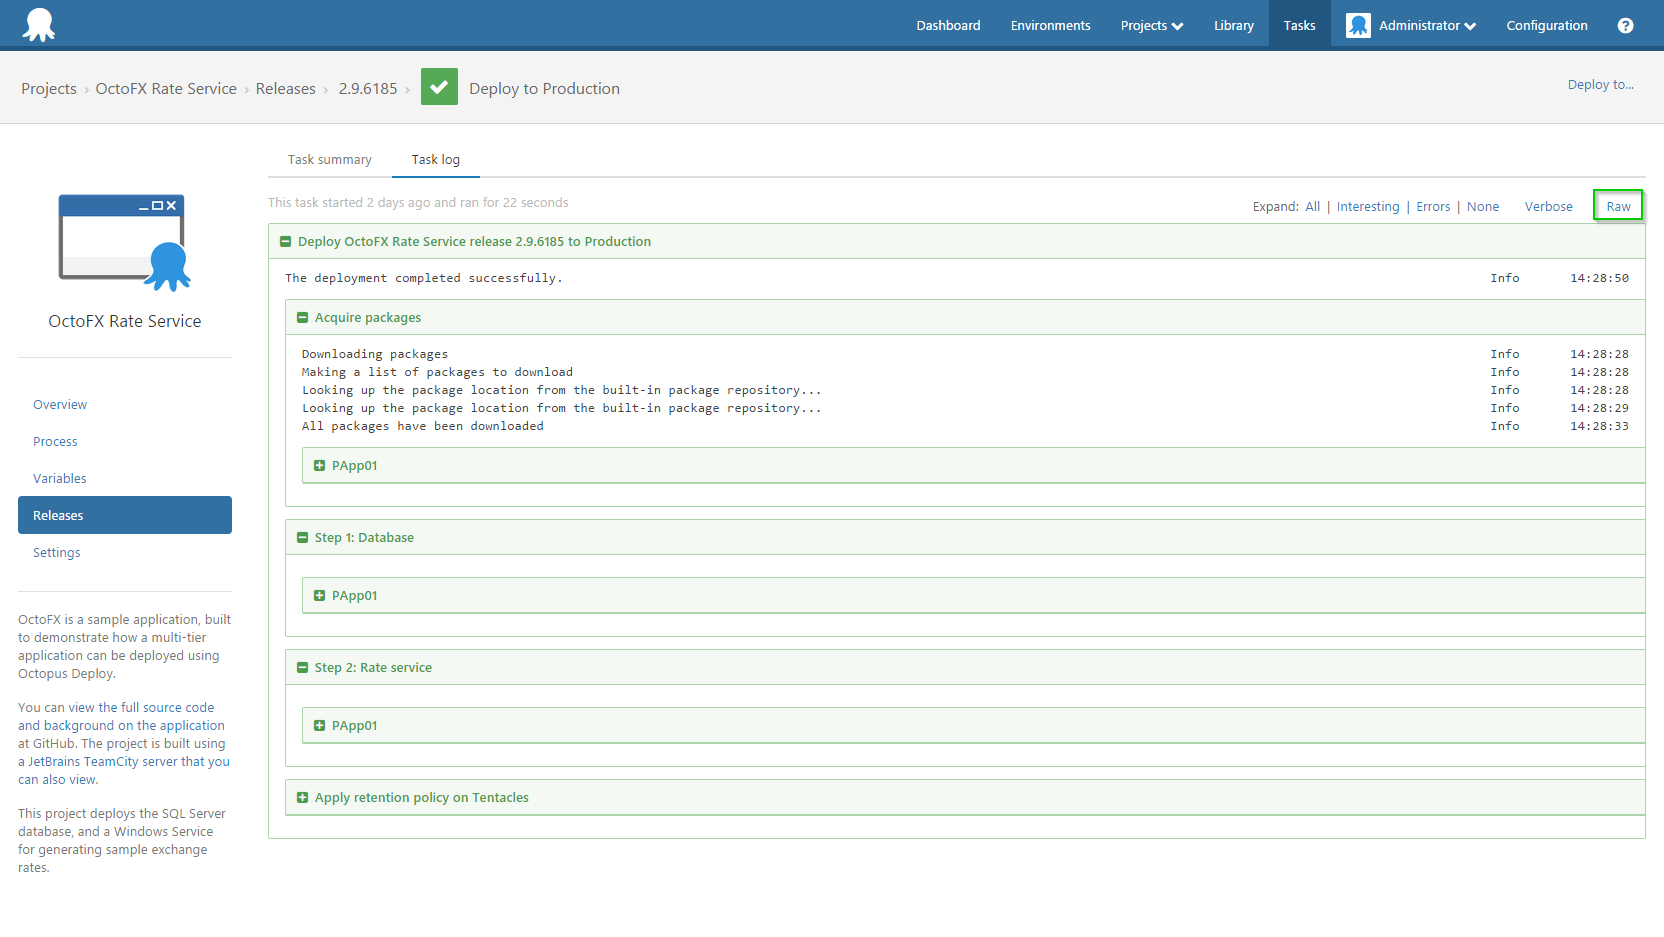 Dashboard Environments Projects Library Tasks Administrator Configuration ?
Projects › OctoFX Rate Service › Releases › 2.9.6185 › Deploy to Production
Deploy to...
Task summary Task log
This task started 2 days ago and ran for 22 seconds
Expand: All | Interesting | Errors | None Verbose Raw
Deploy OctoFX Rate Service release 2.9.6185 to Production
The deployment completed successfully. Info 14:28:50
Acquire packages
Downloading packages Info 14:28:28
Making a list of packages to download Info 14:28:28
Looking up the package location from the built-in package repository... Info 14:28:28
Looking up the package location from the built-in package repository... Info 14:28:29
All packages have been downloaded Info 14:28:33
PApp01
Step 1: Database
PApp01
Step 2: Rate service
PApp01
Apply retention policy on Tentacles
OctoFX Rate Service
Overview
Process
Variables
Releases
Settings
OctoFX is a sample application, built
to demonstrate how a multi-tier
application can be deployed using
Octopus Deploy.
You can view the full source code
and background on the application
at GitHub. The project is built using
a JetBrains TeamCity server that you
can also view.
This project deploys the SQL Server
database, and a Windows Service
for generating sample exchange
rates.